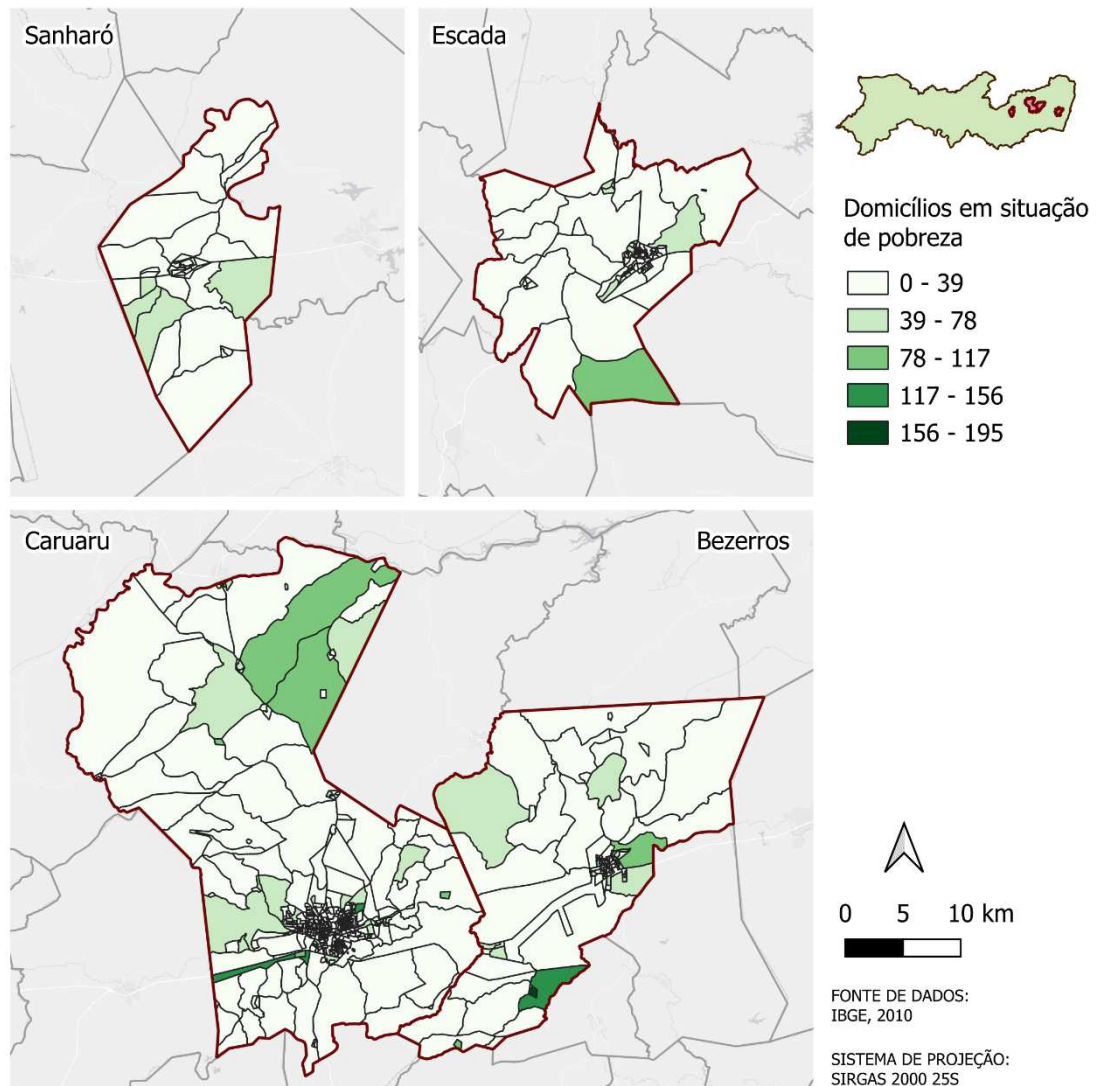 Sanharó
Escada
Domicílios em situação
de pobreza
0 - 39
39 - 78
78 - 117
117 - 156
156 - 195
Caruaru
Bezerros
0 5 10 km
FONTE DE DADOS:
IBGE, 2010
SISTEMA DE PROJEÇÃO:
SIRGAS 2000 25S